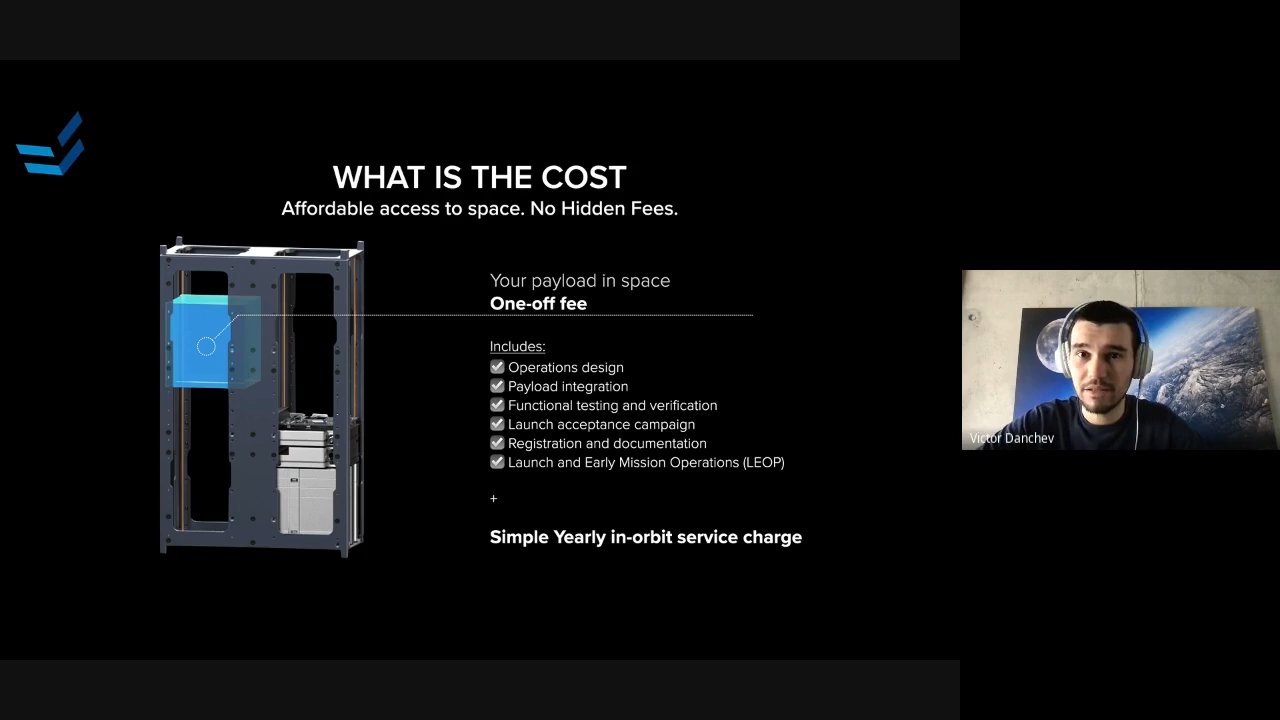 WHAT IS THE COST
Affordable access to space. No Hidden Fees.
Your payload in space
One-off fee
Includes:
Operations design
Payload integration
Functional testing and verification
Launch acceptance campaign
Registration and documentation
Launch and Early Mission Operations (LEOP)
+
Simple Yearly in-orbit service charge
Victor Danchev